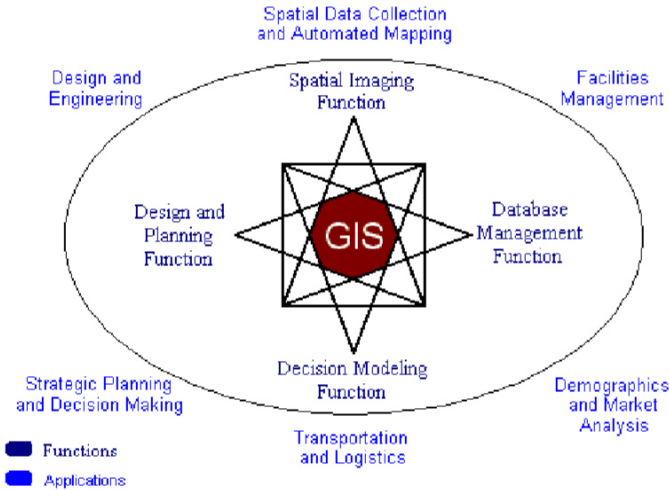 Spatial Data Collection
and Automated Mapping
Design and
Engineering
Spatial Imaging
Function
Facilities
Management
Design and
Planning
Function
GIS
Database
Management
Function
Decision Modeling
Function
Strategic Planning
and Decision Making
Demographics
and Market
Analysis
Transportation
and Logistics
Functions
Applications